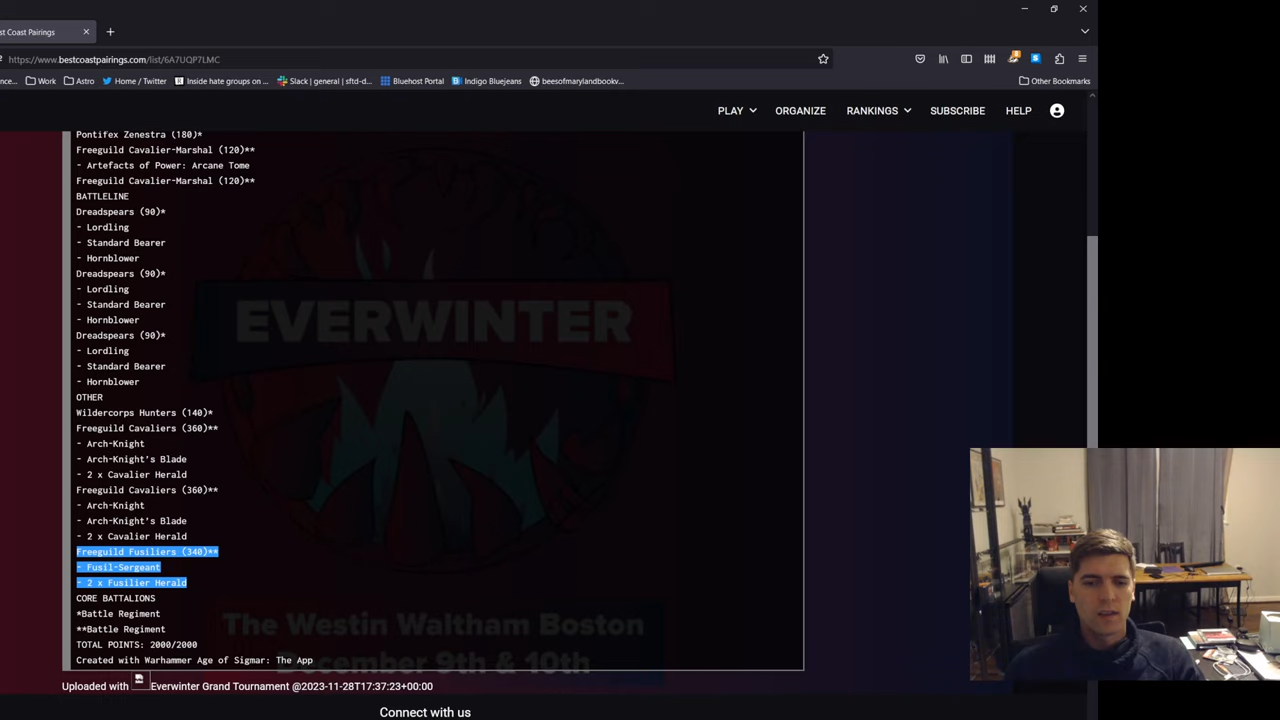 st Coast Pairings
https://www.bestcoastpairings.com/list/6A7UQP7LMC
nce...
Work
Astro
Home / Twitter
Inside hate groups on ...
Slack | general | sftd-d...
Bluehost Portal
Indigo Bluejeans
beesofmarylandbookv...
Other Bookmarks
PLAY
ORGANIZE
RANKINGS
SUBSCRIBE
HELP
Pontifex Zenestra (180)*
Freeguild Cavalier-Marshal (120)**
- Artefacts of Power: Arcane Tome
Freeguild Cavalier-Marshal (120)**
BATTLELINE
Dreadspears (90)*
- Lordling
- Standard Bearer
- Hornblower
Dreadspears (90)*
- Lordling
- Standard Bearer
- Hornblower
Dreadspears (90)*
- Lordling
- Standard Bearer
- Hornblower
OTHER
Wildercorps Hunters (140)*
Freeguild Cavaliers (360)**
- Arch-Knight
- Arch-Knight's Blade
- 2 x Cavalier Herald
Freeguild Cavaliers (360)**
- Arch-Knight
- Arch-Knight's Blade
- 2 x Cavalier Herald
Freeguild Fusiliers (340)**
- Fusil-Sergeant
- 2 x Fusilier Herald
CORE BATTALIONS
*Battle Regiment
**Battle Regiment
TOTAL POINTS: 2000/2000
Created with Warhammer Age of Sigmar: The App
EVERWINTER
The Westin Waltham Boston
December 9th & 10th
Uploaded with Everwinter Grand Tournament @2023-11-28T17:37:23+00:00
Connect with us